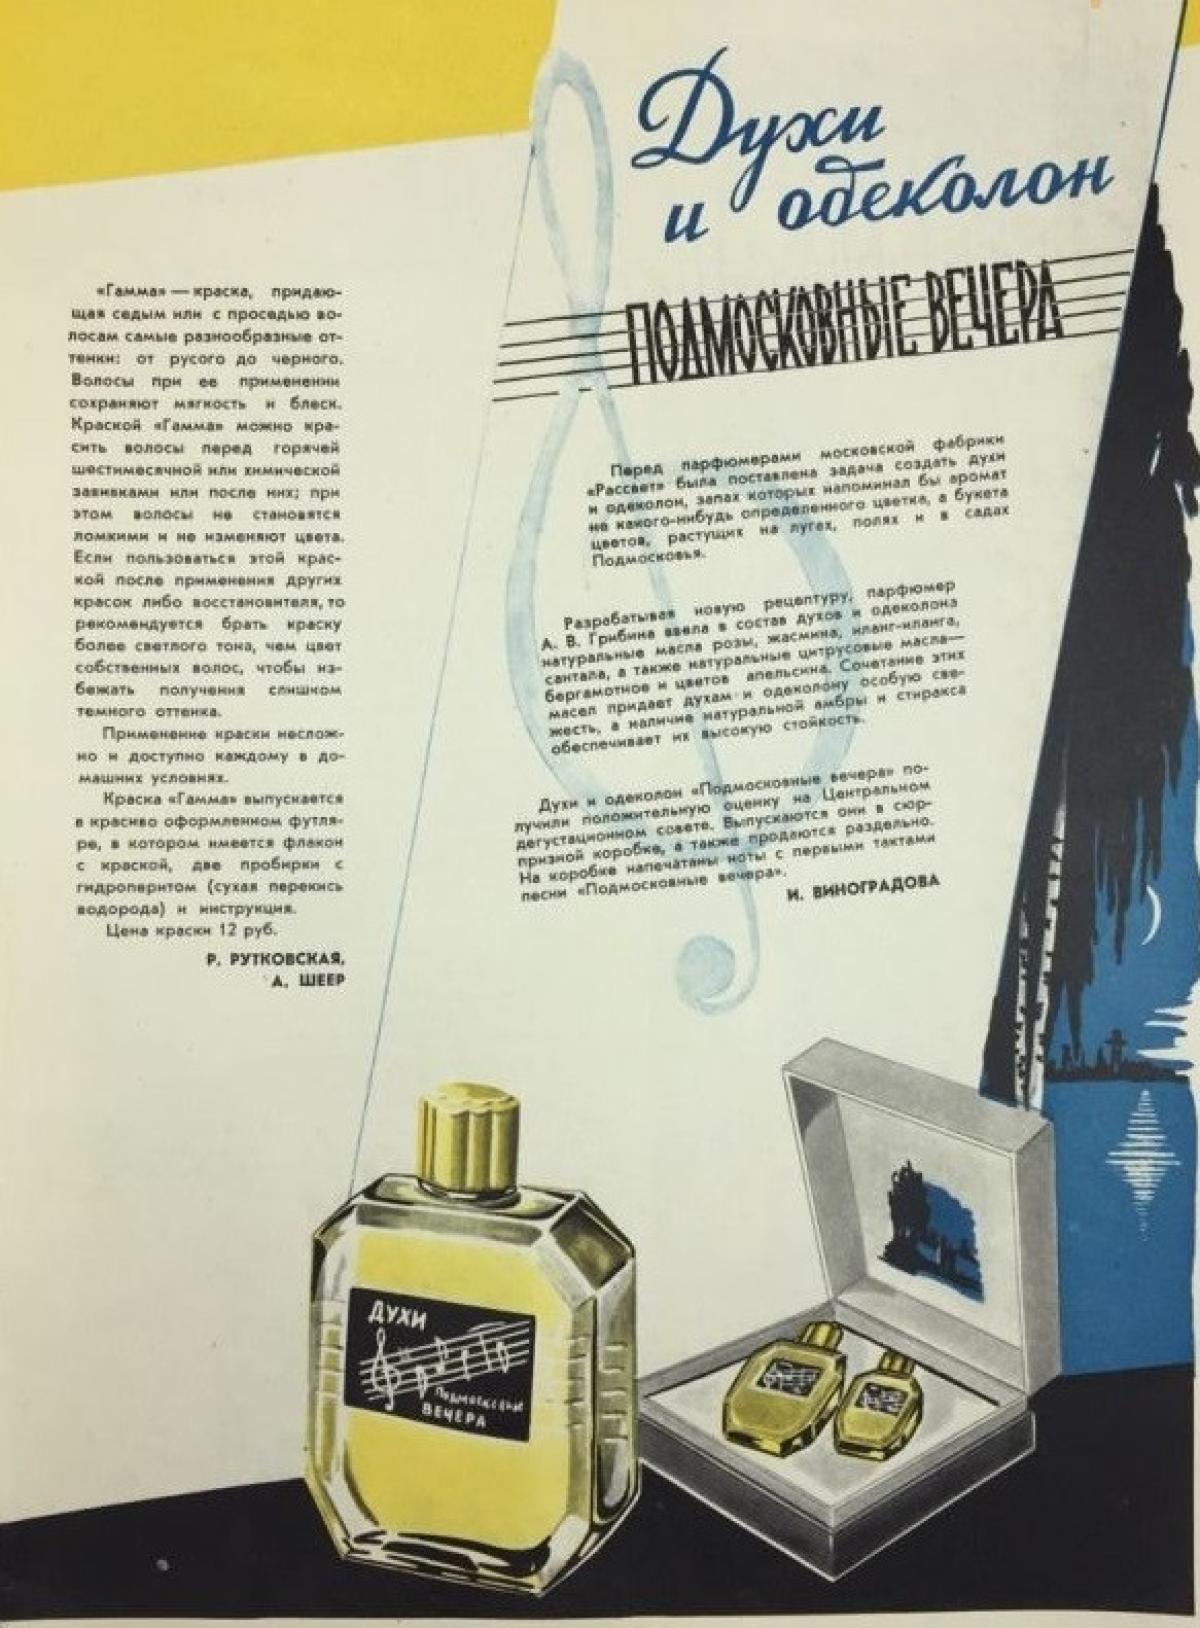 Духи
и одеколон
ПОДМОСКОВНЫЕ ВЕЧЕРА
«Гамма» — краска, придаю-
щая седым или с проседью во-
лосам самые разнообразные от-
тенки: от русого до черного.
Волосы при ее применении
сохраняют мягкость и блеск.
Краской «Гамма» можно кра-
сить волосы перед горячей
шестимесячной или химической
завивками или после них; при
этом волосы не становятся
ломкими и не изменяют цвета.
Если пользоваться этой крас-
кой после применения других
красок либо восстановителя, то
рекомендуется брать краску
более светлого тона, чем цвет
собственных волос, чтобы из-
бежать получения слишком
темного оттенка.
Применение краски неслож-
но и доступно каждому в до-
машних условиях.
Краска «Гамма» выпускается
в красиво оформленном футля-
ре, в котором имеется флакон
с краской, две пробирки с
гидроперитом (сухая перекись
водорода) и инструкция.
Цена краски 12 руб.
Р. РУТКОВСКАЯ,
А. ШЕЕР
Перед парфюмерами московской фабрики
«Рассвет» была поставлена задача создать духи
и одеколон, запах которых напоминал бы аромат
не какого-нибудь определенного цветка, а букета
цветов, растущих на лугах, полях и в садах
Подмосковья.
Разрабатывая новую рецептуру, парфюмер
А. В. Грибина ввела в состав духов и одеколона
натуральные масла розы, жасмина, иланг-иланга,
сантала, а также натуральные цитрусовые масла—
бергамотное и цветов апельсина. Сочетание этих
масел придает духам и одеколону особую све-
жесть, а наличие натуральной амбры и стиракса
обеспечивает их высокую стойкость.
Духи и одеколон «Подмосковные вечера» по-
лучили положительную оценку на Центральном
дегустационном совете. Выпускаются они в сюр-
призной коробке, а также продаются раздельно.
На коробке напечатаны ноты с первыми тактами
песни «Подмосковные вечера».
И. ВИНОГРАДОВА
ДУХИ
Подмосковные
ВЕЧЕРА